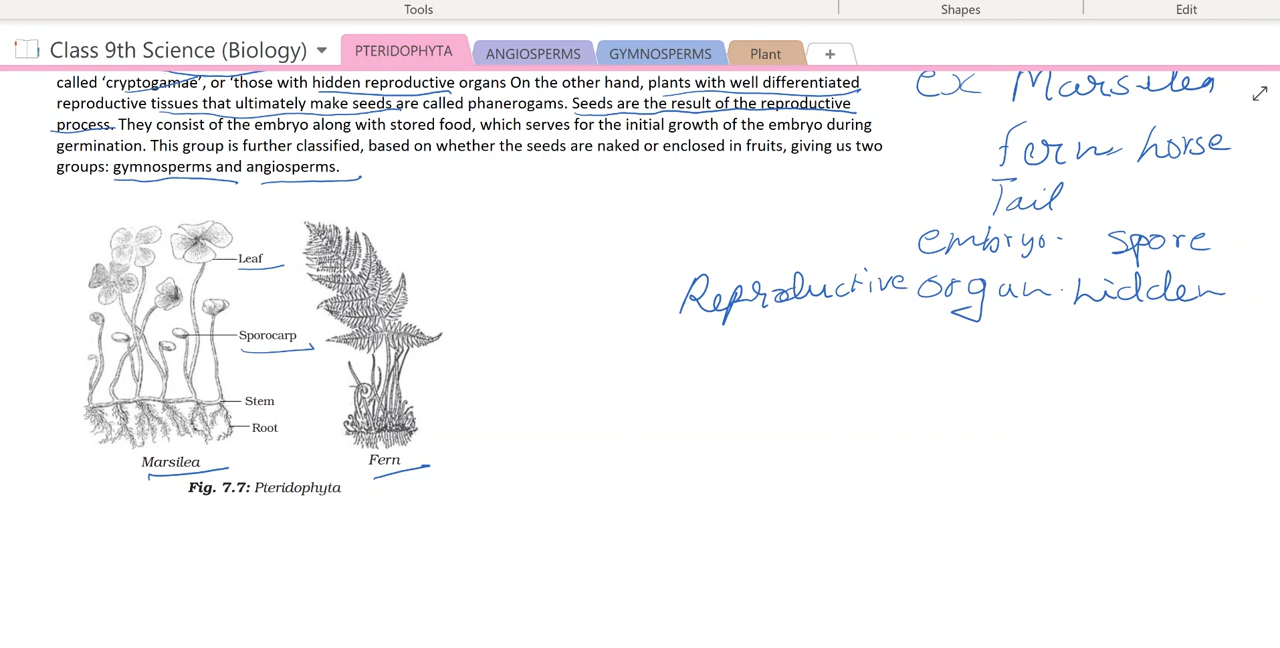 Tools Shapes Edit
Class 9th Science (Biology) PTERIDOPHYTA ANGIOSPERMS GYMNOSPERMS Plant +
called 'cryptogamae', or 'those with hidden reproductive organs On the other hand, plants with well differentiated
reproductive tissues that ultimately make seeds are called phanerogams. Seeds are the result of the reproductive
process. They consist of the embryo along with stored food, which serves for the initial growth of the embryo during
germination. This group is further classified, based on whether the seeds are naked or enclosed in fruits, giving us two
groups: gymnosperms and angiosperms.
ex Marsilea
fern horse
Tail
embryo. spore
Reproductive organ. hidden
Leaf
Sporocarp
Stem
Root
Marsilea
Fern
Fig. 7.7: Pteridophyta